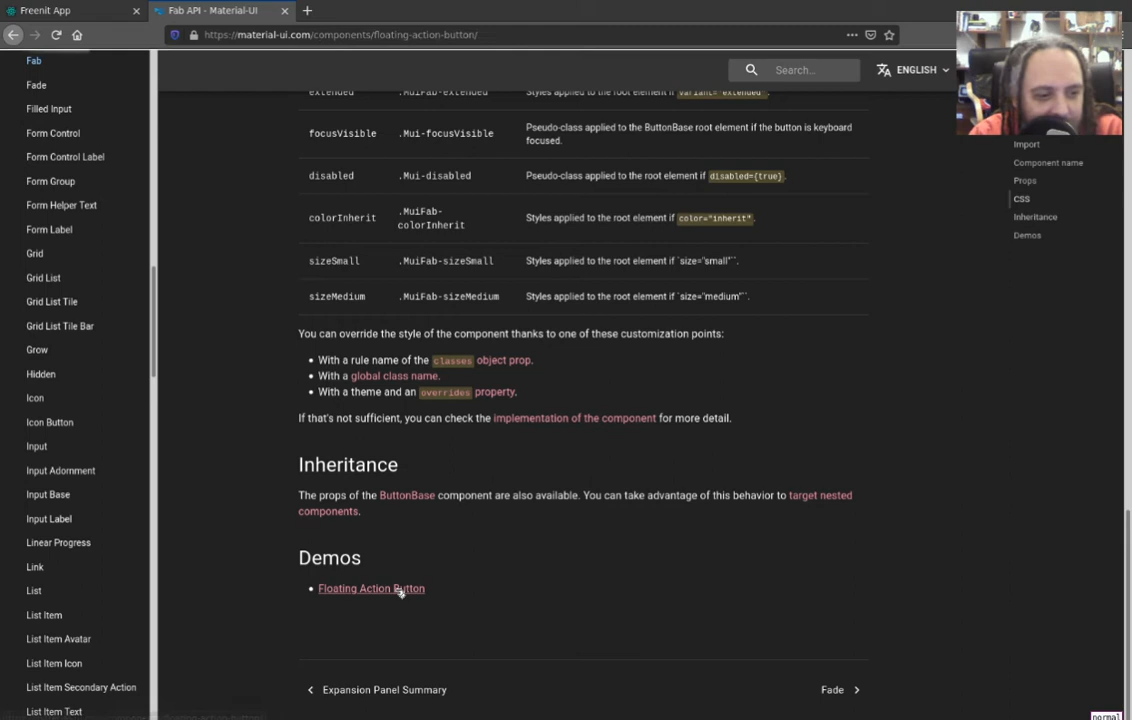 Freenit App
Fab API - Material-UI
https://material-ui.com/components/floating-action-button/
Fab
Fade
Filled Input
Form Control
Form Control Label
Form Group
Form Helper Text
Form Label
Grid
Grid List
Grid List Tile
Grid List Tile Bar
Grow
Hidden
Icon
Icon Button
Input
Input Adornment
Input Base
Input Label
Linear Progress
Link
List
List Item
List Item Avatar
List Item Icon
List Item Secondary Action
List Item Text
Search...
ENGLISH
extended .MuiFab-extended Styles applied to the root element if variant="extended".
focusVisible .Mui-focusVisible Pseudo-class applied to the ButtonBase root element if the button is keyboard
focused.
disabled .Mui-disabled Pseudo-class applied to the root element if disabled={true}.
colorInherit .MuiFab-
colorInherit Styles applied to the root element if color="inherit".
sizeSmall .MuiFab-sizeSmall Styles applied to the root element if `size="small"``.
sizeMedium .MuiFab-sizeMedium Styles applied to the root element if `size="medium"``.
You can override the style of the component thanks to one of these customization points:
• With a rule name of the classes object prop.
• With a global class name.
• With a theme and an overrides property.
If that's not sufficient, you can check the implementation of the component for more detail.
Inheritance
The props of the ButtonBase component are also available. You can take advantage of this behavior to target nested
components.
Demos
• Floating Action Button
Expansion Panel Summary
Fade
Import
Component name
Props
CSS
Inheritance
Demos
normal